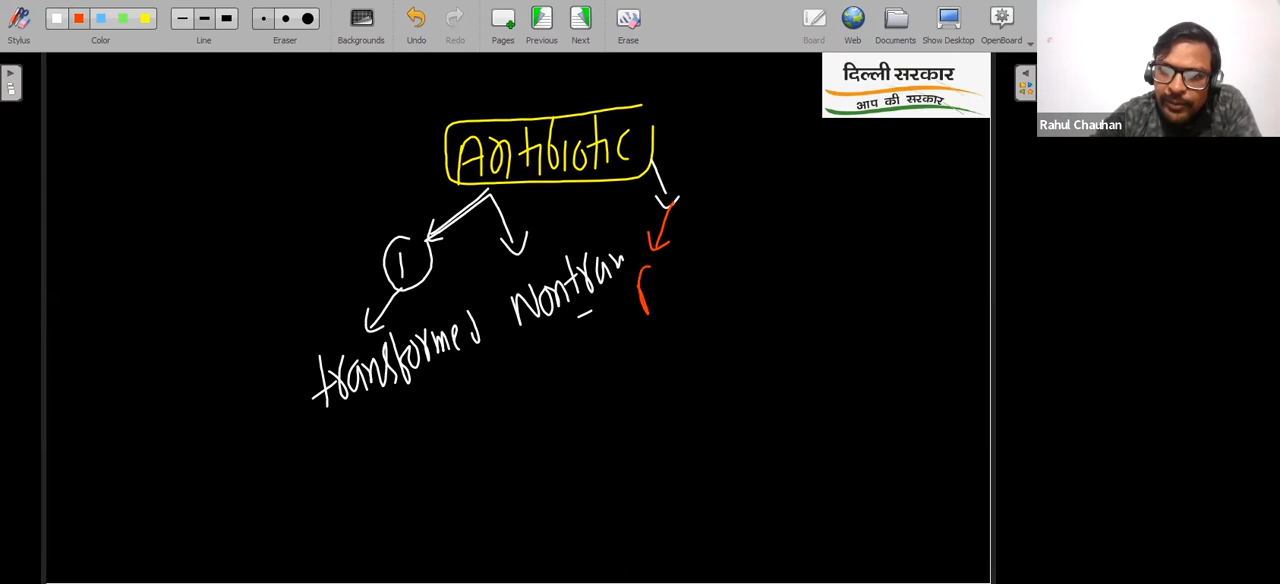 Stylus
Color
Line
Eraser
Backgrounds
Undo
Redo
Pages
Previous
Next
Erase
Board
Web
Documents
Show Desktop
OpenBoard
दिल्ली सरकार
आप की सरकार
Rahul Chauhan
Antibiotic
1
Nontran
transformed